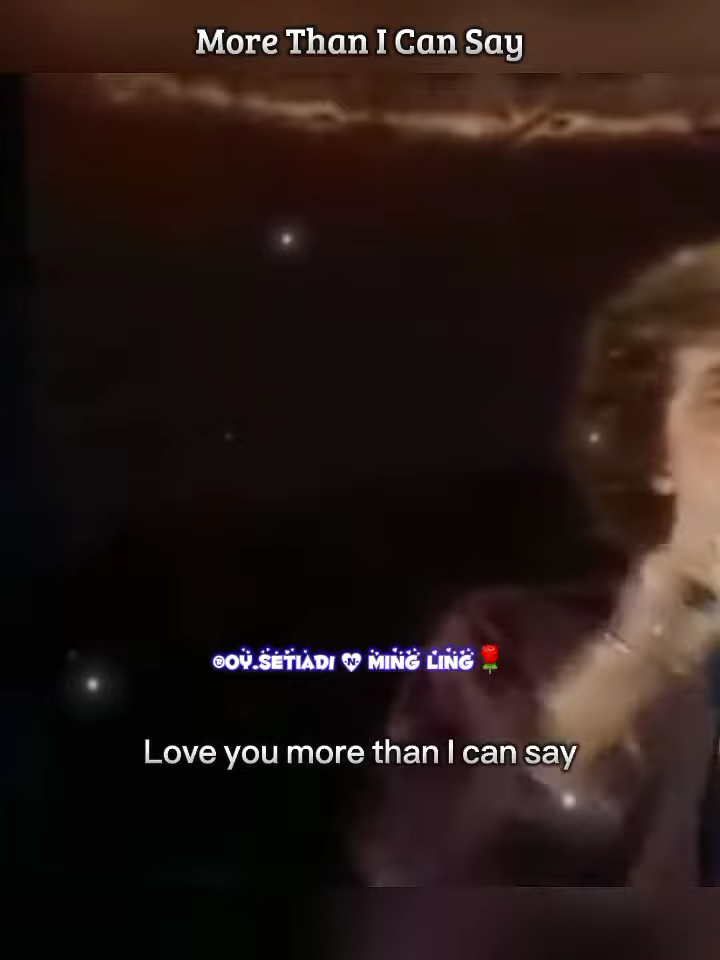 More Than I Can Say
®OY.SETIADI 🖤N MING LING🌹
Love you more than I can say